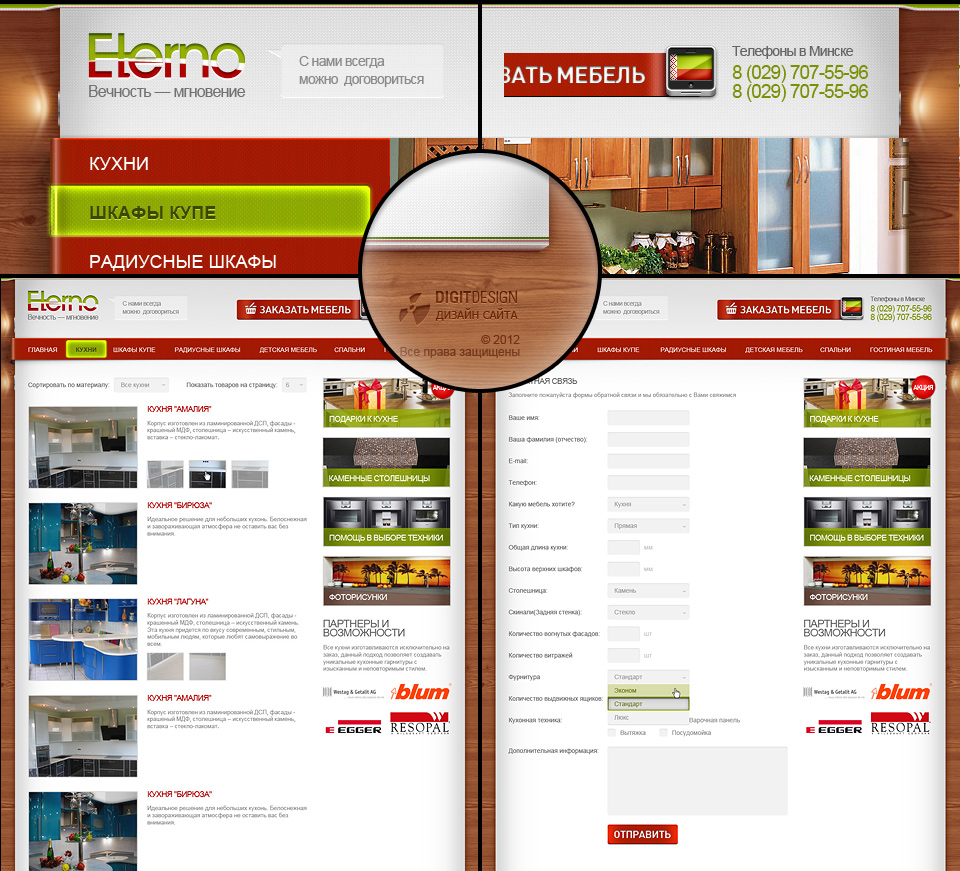 Eterno
Вечность — мгновение
С нами всегда
можно договориться
ЗАТЬ МЕБЕЛЬ
Телефоны в Минске
8 (029) 707-55-96
8 (029) 707-55-96
КУХНИ
ШКАФЫ КУПЕ
РАДИУСНЫЕ ШКАФЫ
DIGITDESIGN
ДИЗАЙН САЙТА
© 2012
Все права защищены
Eterno
Вечность — мгновение
С нами всегда
можно договориться
ЗАКАЗАТЬ МЕБЕЛЬ
ГЛАВНАЯ КУХНИ ШКАФЫ КУПЕ РАДИУСНЫЕ ШКАФЫ ДЕТСКАЯ МЕБЕЛЬ СПАЛЬНИ
Сортировать по материалу: Все кухни Показать товаров на страницу: 6
КУХНЯ "АМАЛИЯ"
Корпус изготовлен из ламинированной ДСП, фасады -
крашеный МДФ, столешница – искусственный камень,
вставка – стекло-лакомат.
КУХНЯ "БИРЮЗА"
Идеальное решение для небольших кухонь. Белоснежная
и завораживающая атмосфера не оставить вас без
внимания.
КУХНЯ "ЛАГУНА"
Корпус изготовлен из ламинированной ДСП, фасады -
крашеный МДФ, столешница – искусственный камень.
Эта кухня придется по вкусу современным, стильным,
мобильным людям, которые любят самовыражение во
всем
КУХНЯ "АМАЛИЯ"
Корпус изготовлен из ламинированной ДСП, фасады -
крашеный МДФ, столешница – искусственный камень,
вставка – стекло-лакомат.
КУХНЯ "БИРЮЗА"
Идеальное решение для небольших кухонь. Белоснежная
и завораживающая атмосфера не оставить вас без
внимания.
АКЦИЯ
ПОДАРКИ К КУХНЕ
КАМЕННЫЕ СТОЛЕШНИЦЫ
ПОМОЩЬ В ВЫБОРЕ ТЕХНИКИ
ФОТОРИСУНКИ
ПАРТНЕРЫ И
ВОЗМОЖНОСТИ
Все кухни изготавливаются исключительно на
заказ, данный подход позволяет создавать
уникальные кухонные гарнитуры с
изысканным и неповторимым стилем.
Westag & Getalit AG
blum
EGGER
RESOPAL
С нами всегда
можно договориться
ЗАКАЗАТЬ МЕБЕЛЬ
Телефоны в Минске
8 (029) 707-55-96
8 (029) 707-55-96
ШКАФЫ КУПЕ РАДИУСНЫЕ ШКАФЫ ДЕТСКАЯ МЕБЕЛЬ СПАЛЬНИ ГОСТИНАЯ МЕБЕЛЬ
ТНАЯ СВЯЗЬ
Заполните пожалуйста формы обратной связи и мы обязательно с Вами свяжимся
Ваше имя:
Ваша фамилия (отчество):
E-mail:
Телефон:
Какую мебель хотите? Кухня
Тип кухни: Прямая
Общая длина кухни: мм
Высота верхних шкафов: мм
Столешница: Камень
Скинали(Задняя стенка): Стекло
Количество вогнутых фасадов: шт
Количество витражей шт
Фурнитура Стандарт
Эконом
Количество выдвижных ящиков: Стандарт
Люкс
Кухонная техника: Варочная панель
Вытяжка Посудомойка
Дополнительная информация:
ОТПРАВИТЬ
АКЦИЯ
ПОДАРКИ К КУХНЕ
КАМЕННЫЕ СТОЛЕШНИЦЫ
ПОМОЩЬ В ВЫБОРЕ ТЕХНИКИ
ФОТОРИСУНКИ
ПАРТНЕРЫ И
ВОЗМОЖНОСТИ
Все кухни изготавливаются исключительно на
заказ, данный подход позволяет создавать
уникальные кухонные гарнитуры с
изысканным и неповторимым стилем.
Westag & Getalit AG
blum
EGGER
RESOPAL